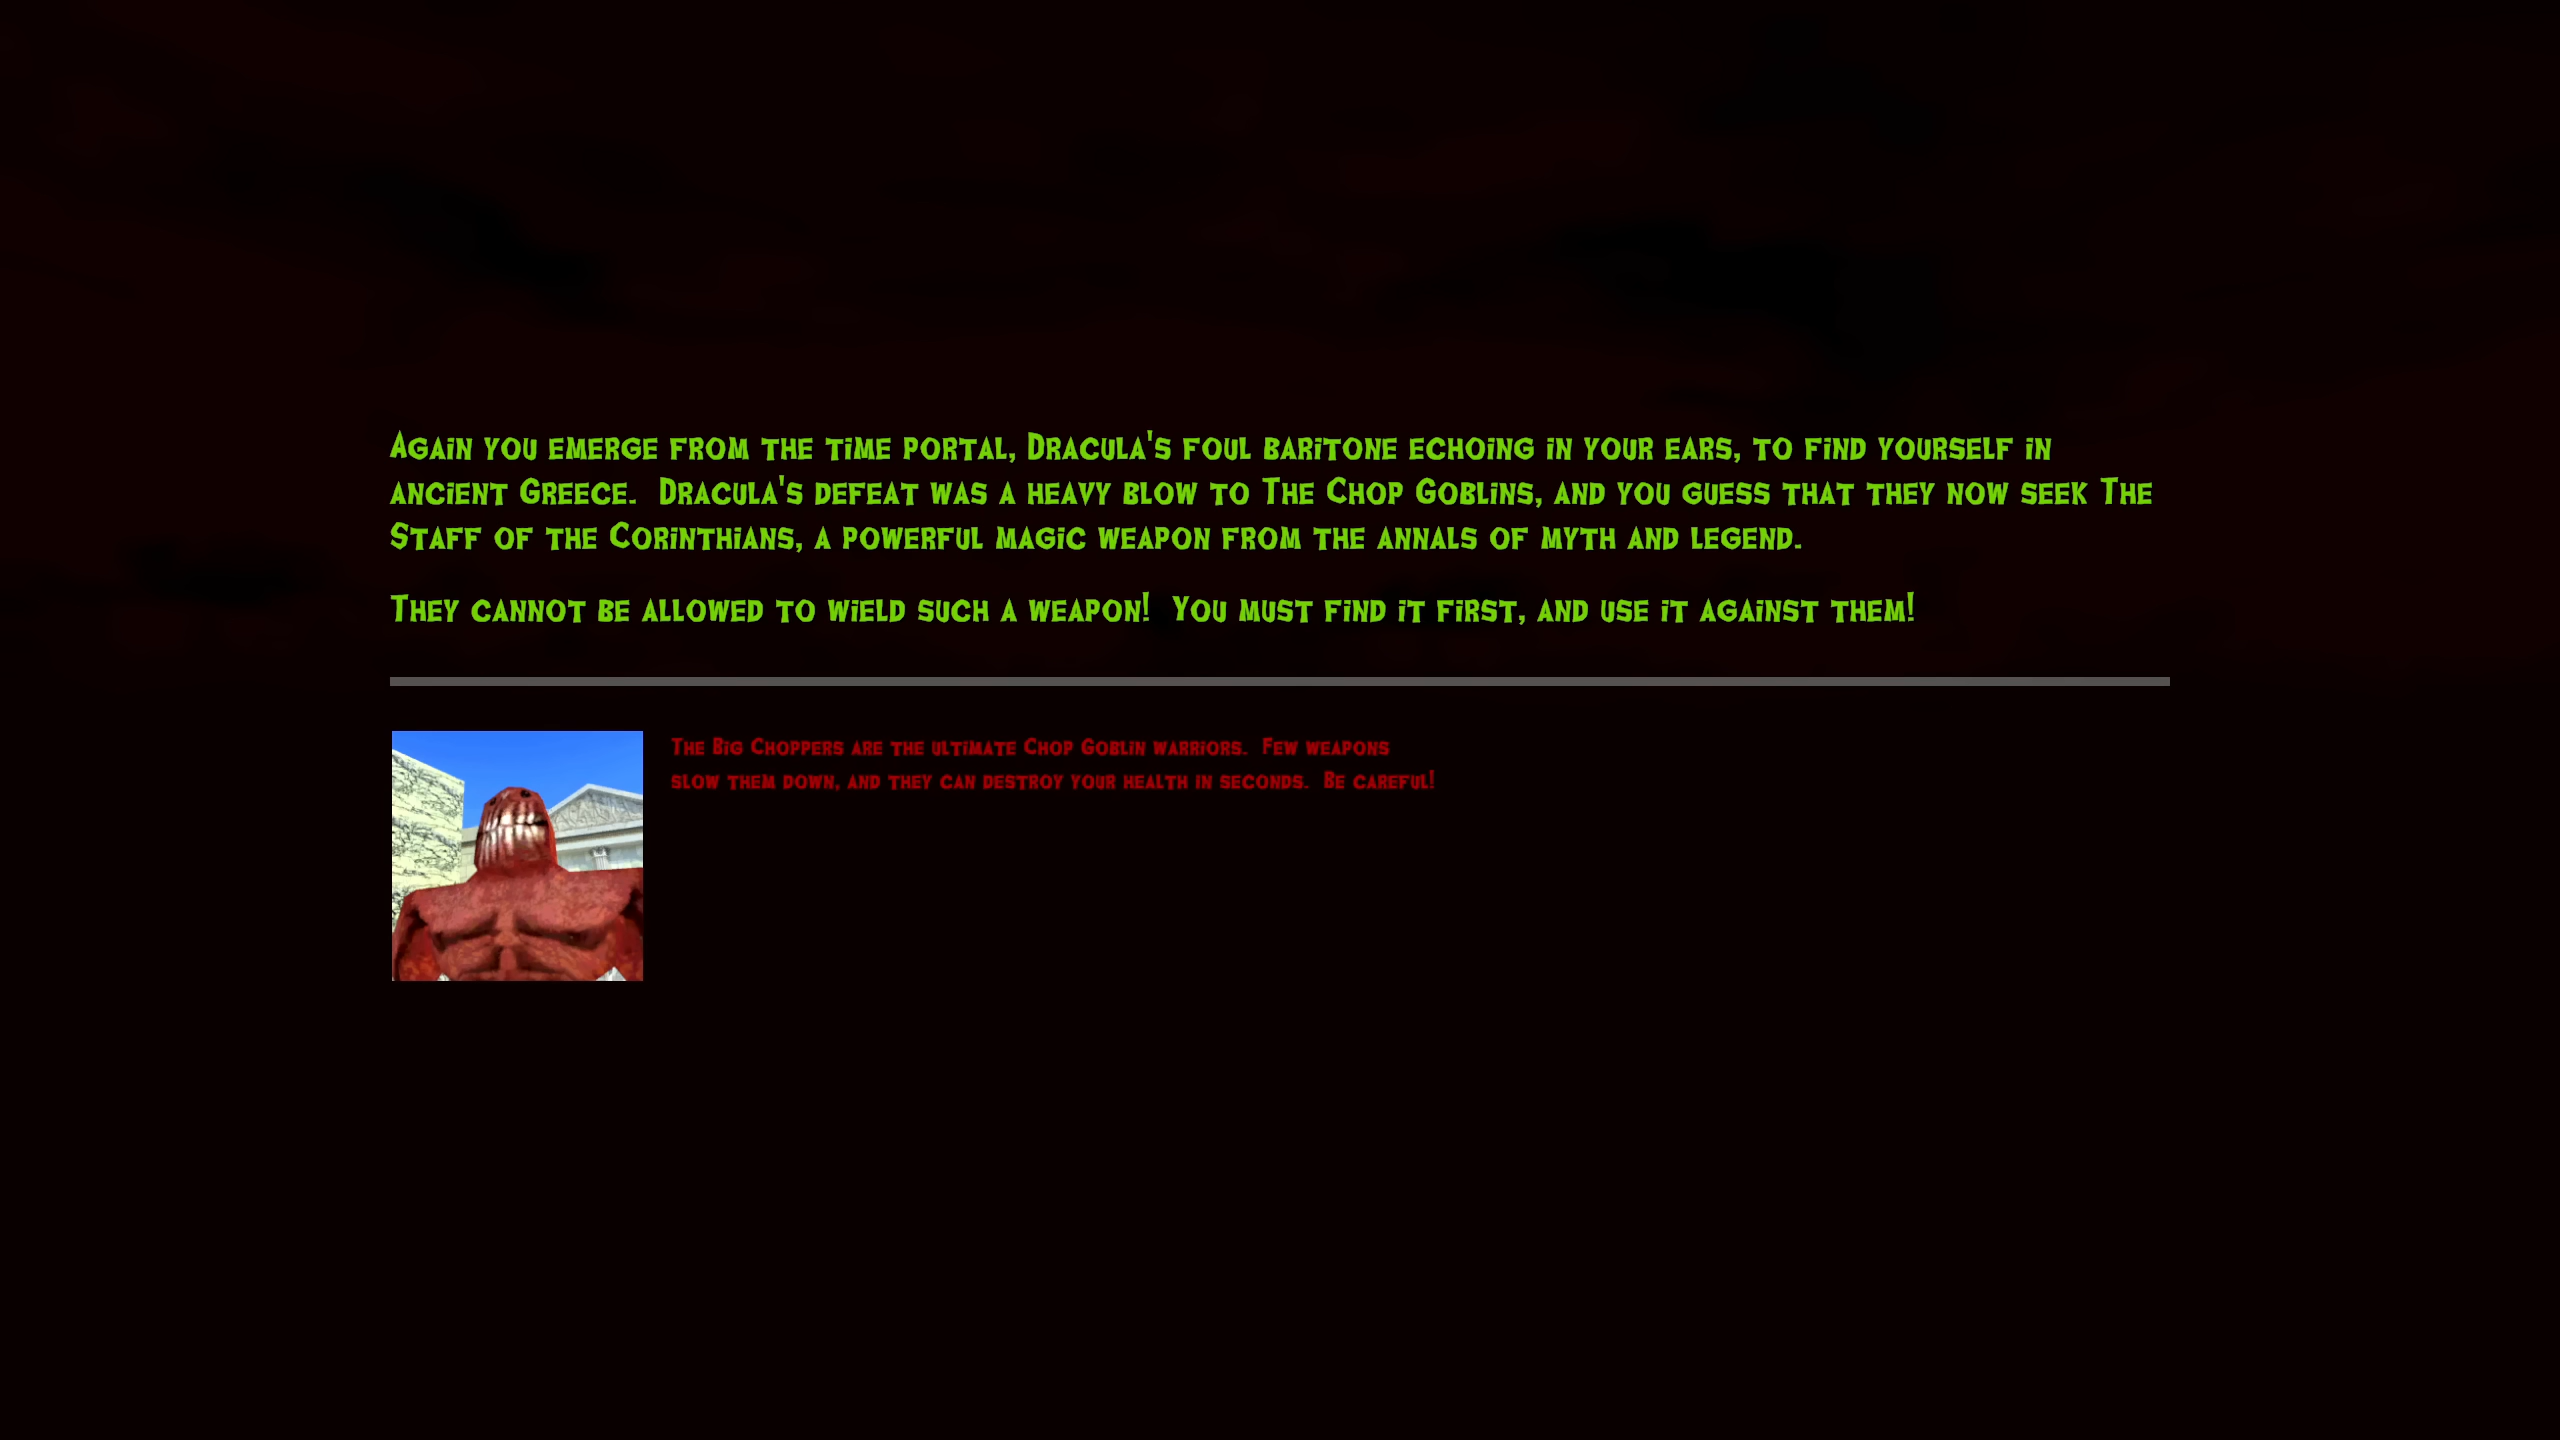 Again you emerge from the time portal, Dracula's foul baritone echoing in your ears, to find yourself in
ancient Greece.  Dracula's defeat was a heavy blow to The Chop Goblins, and you guess that they now seek The
Staff of the Corinthians, a powerful magic weapon from the annals of myth and legend.
They cannot be allowed to wield such a weapon!  You must find it first, and use it against them!
The Big Choppers are the ultimate Chop Goblin warriors.  Few weapons
slow them down, and they can destroy your health in seconds.  Be careful!